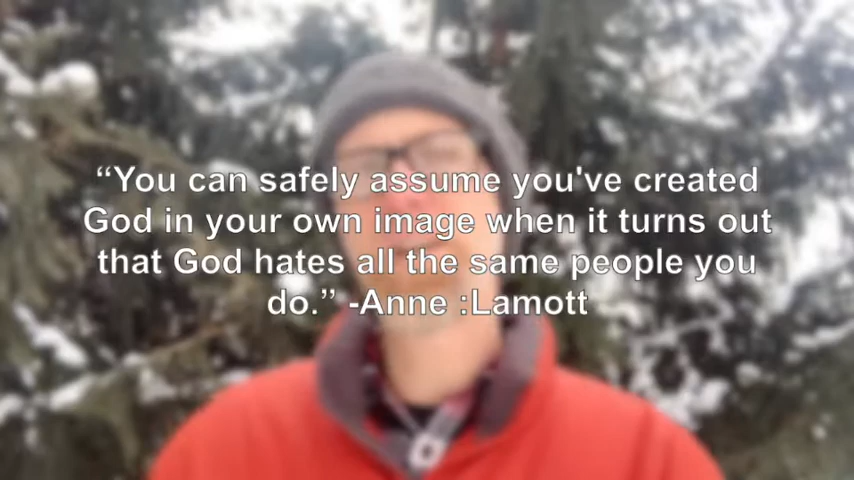 “You can safely assume you've created
God in your own image when it turns out
that God hates all the same people you
do.” -Anne :Lamott